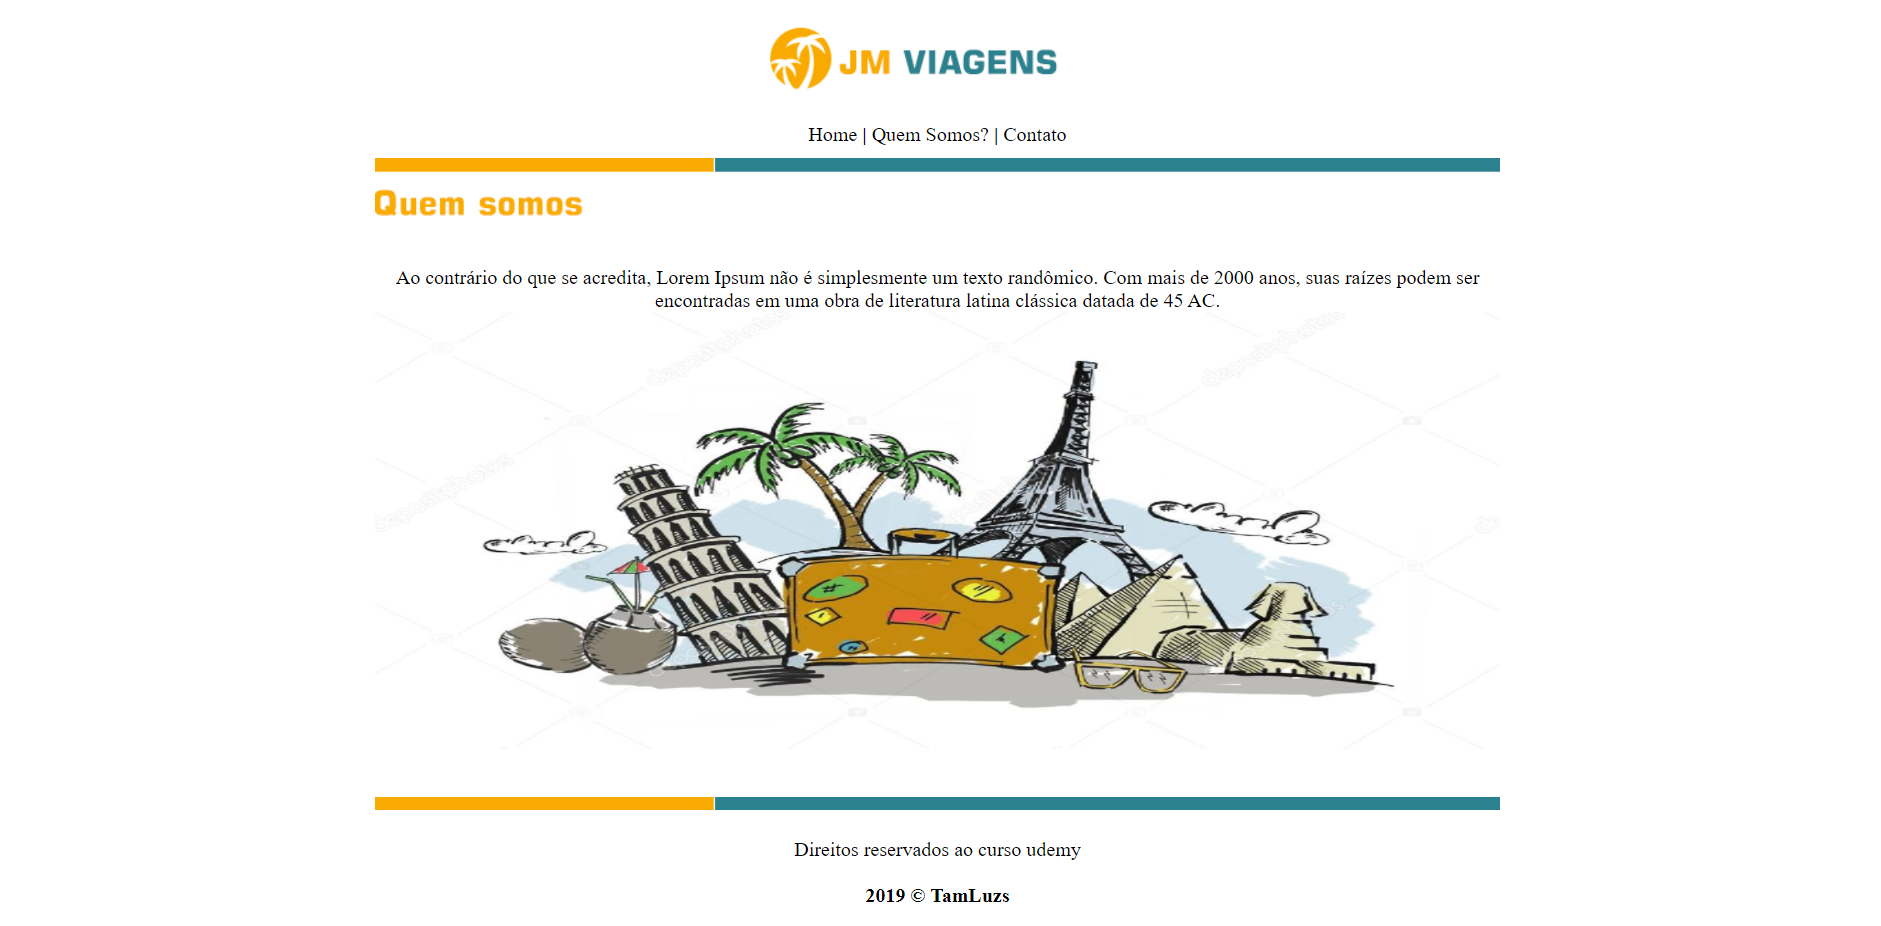 JM VIAGENS
Home | Quem Somos? | Contato
Quem somos
Ao contrário do que se acredita, Lorem Ipsum não é simplesmente um texto randômico. Com mais de 2000 anos, suas raízes podem ser
encontradas em uma obra de literatura latina clássica datada de 45 AC.
depositphotos
depositphotos
depositphotos
Direitos reservados ao curso udemy
2019 © TamLuzs